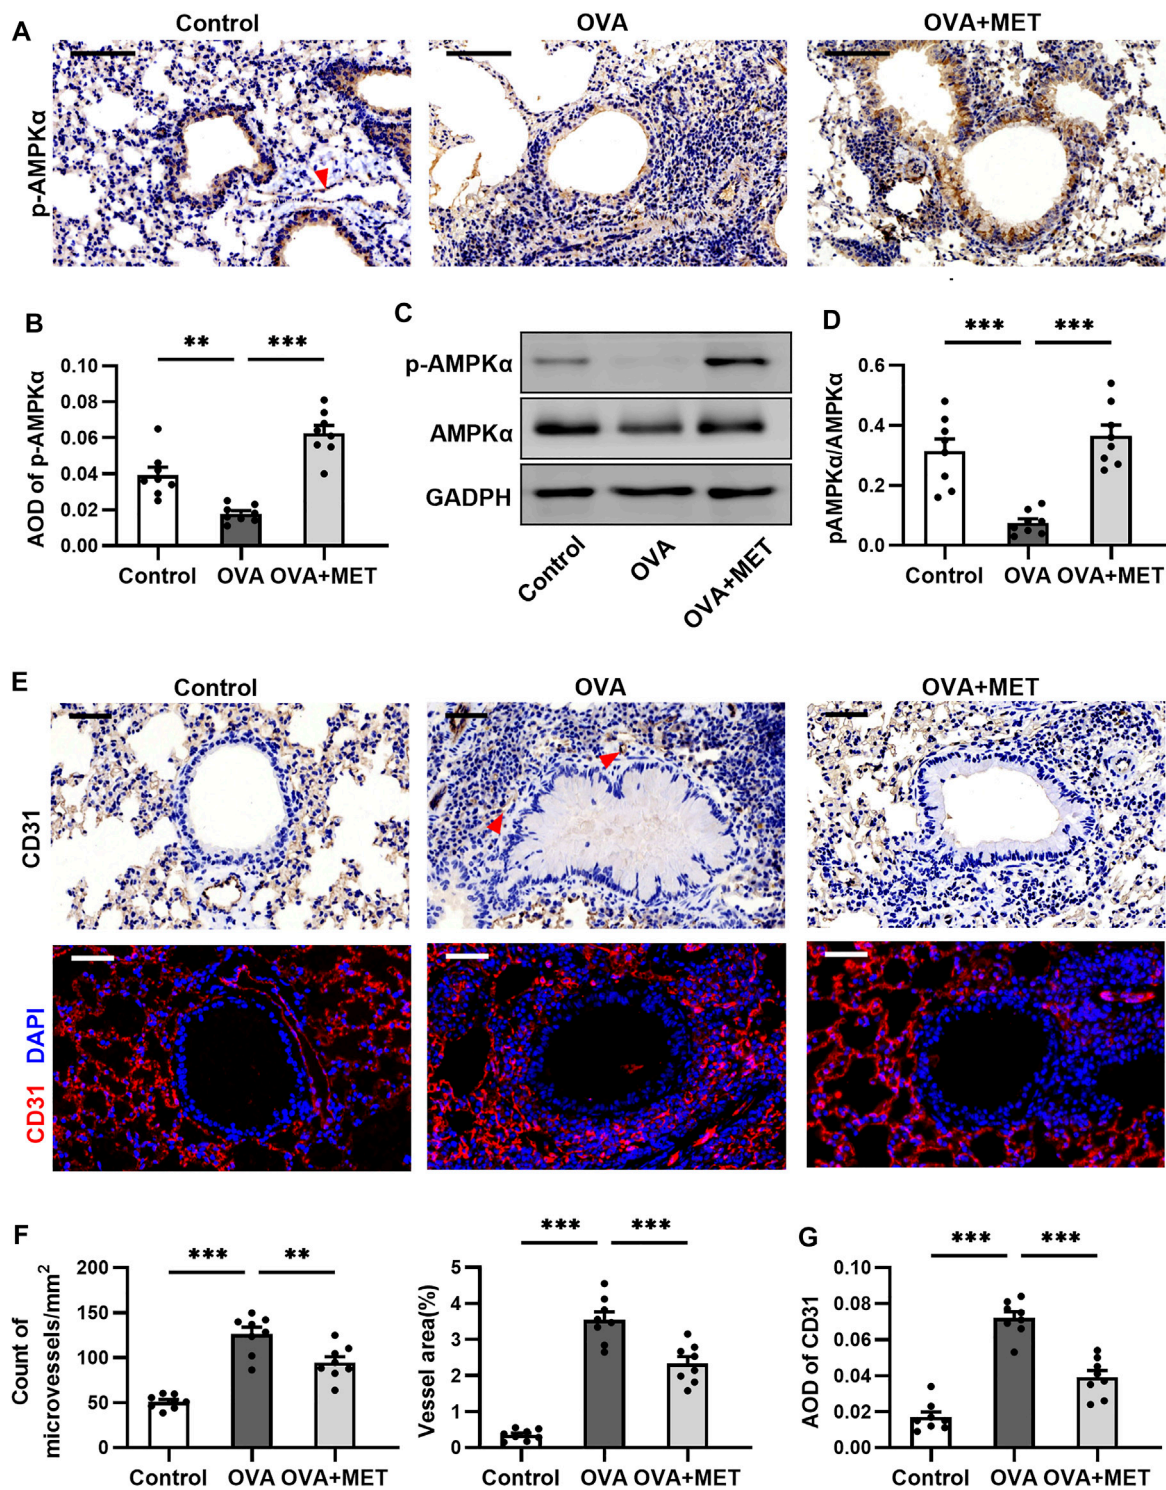 A
Control
OVA
OVA+MET
p-AMPKα
B
** ***
AOD of p-AMPKα
0.10
0.08
0.06
0.04
0.02
0.00
Control OVA OVA+MET
C
p-AMPKα
AMPKα
GADPH
Control
OVA
OVA+MET
D
*** ***
pAMPKα/AMPKα
0.6
0.4
0.2
0.0
Control OVA OVA+MET
E
Control
OVA
OVA+MET
CD31
CD31 DAPI
F
*** **
Count of
microvessels/mm²
200
150
100
50
0
Control OVA OVA+MET
*** ***
Vessel area(%)
5
4
3
2
1
0
Control OVA OVA+MET
G
*** ***
AOD of CD31
0.10
0.08
0.06
0.04
0.02
0.00
Control OVA OVA+MET